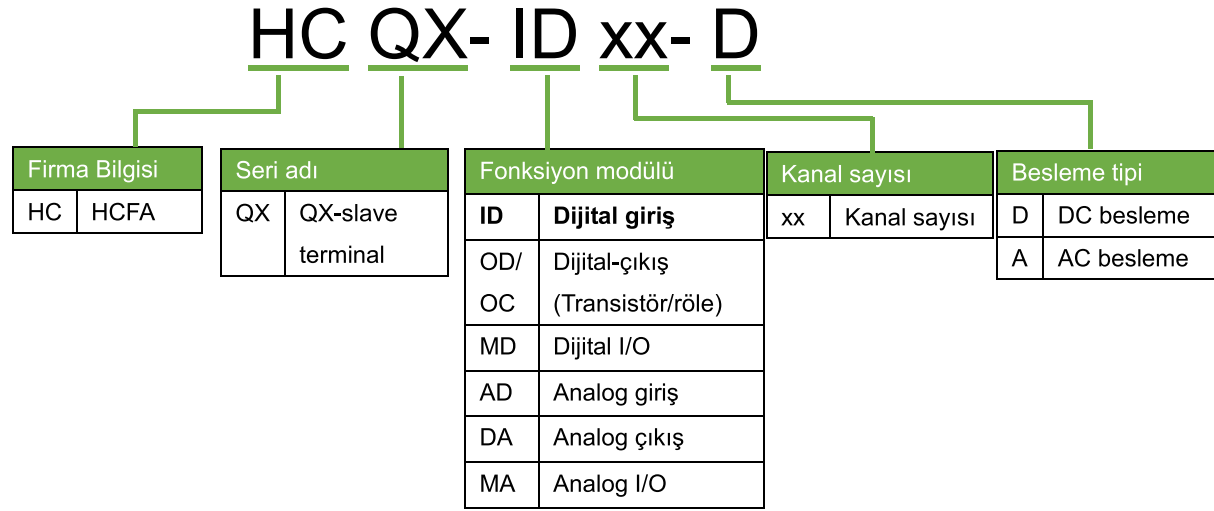 HC QX- ID xx- D
Firma Bilgisi
HC HCFA
Seri adı
QX QX-slave
terminal
Fonksiyon modülü
ID Dijital giriş
OD/ Dijital-çıkış
OC (Transistör/röle)
MD Dijital I/O
AD Analog giriş
DA Analog çıkış
MA Analog I/O
Kanal sayısı
xx Kanal sayısı
Besleme tipi
D DC besleme
A AC besleme